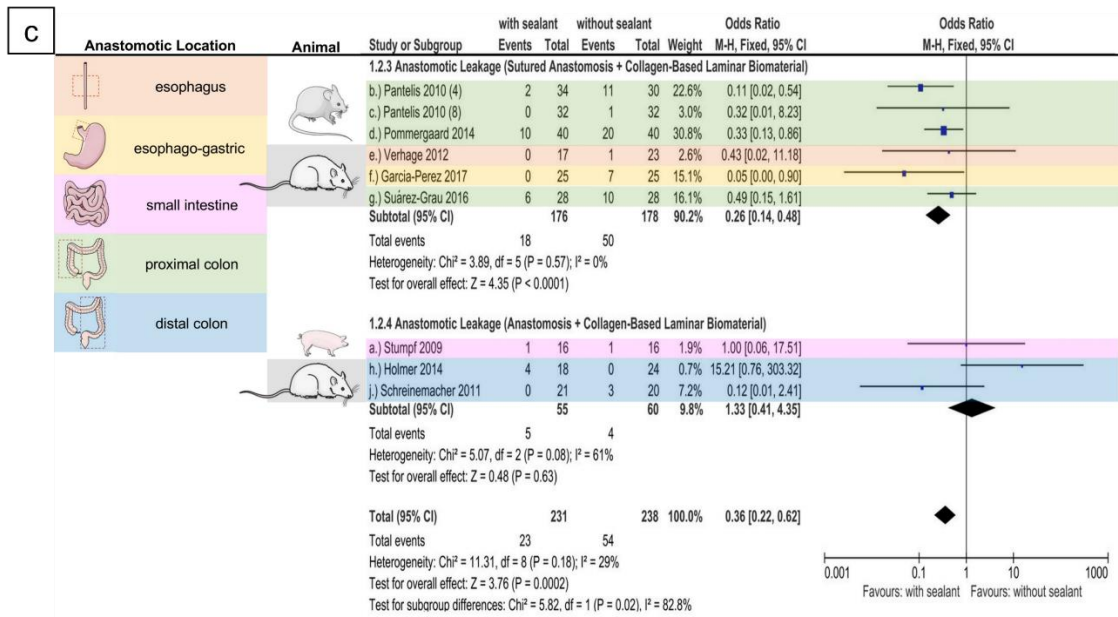 C
Anastomotic Location
esophagus
esophago-gastric
small intestine
proximal colon
distal colon
Animal
with sealant without sealant Odds Ratio Odds Ratio
Study or Subgroup Events Total Events Total Weight M-H, Fixed, 95% CI M-H, Fixed, 95% CI
1.2.3 Anastomotic Leakage (Sutured Anastomosis + Collagen-Based Laminar Biomaterial)
b.) Pantelis 2010 (4) 2 34 11 30 22.6% 0.11 [0.02, 0.54]
c.) Pantelis 2010 (8) 0 32 1 32 3.0% 0.32 [0.01, 8.23]
d.) Pommergaard 2014 10 40 20 40 30.8% 0.33 [0.13, 0.86]
e.) Verhage 2012 0 17 1 23 2.6% 0.43 [0.02, 11.18]
f.) Garcia-Perez 2017 0 25 7 25 15.1% 0.05 [0.00, 0.90]
g.) Suárez-Grau 2016 6 28 10 28 16.1% 0.49 [0.15, 1.61]
Subtotal (95% CI) 176 178 90.2% 0.26 [0.14, 0.48]
Total events 18 50
Heterogeneity: Chi² = 3.89, df = 5 (P = 0.57); I² = 0%
Test for overall effect: Z = 4.35 (P < 0.0001)
1.2.4 Anastomotic Leakage (Anastomosis + Collagen-Based Laminar Biomaterial)
a.) Stumpf 2009 1 16 1 16 1.9% 1.00 [0.06, 17.51]
h.) Holmer 2014 4 18 0 24 0.7% 15.21 [0.76, 303.32]
j.) Schreinemacher 2011 0 21 3 20 7.2% 0.12 [0.01, 2.41]
Subtotal (95% CI) 55 60 9.8% 1.33 [0.41, 4.35]
Total events 5 4
Heterogeneity: Chi² = 5.07, df = 2 (P = 0.08); I² = 61%
Test for overall effect: Z = 0.48 (P = 0.63)
Total (95% CI) 231 238 100.0% 0.36 [0.22, 0.62]
Total events 23 54
Heterogeneity: Chi² = 11.31, df = 8 (P = 0.18); I² = 29%
Test for overall effect: Z = 3.76 (P = 0.0002)
Test for subgroup differences: Chi² = 5.82, df = 1 (P = 0.02), I² = 82.8%
0.001 0.1 1 10 1000
Favours: with sealant Favours: without sealant